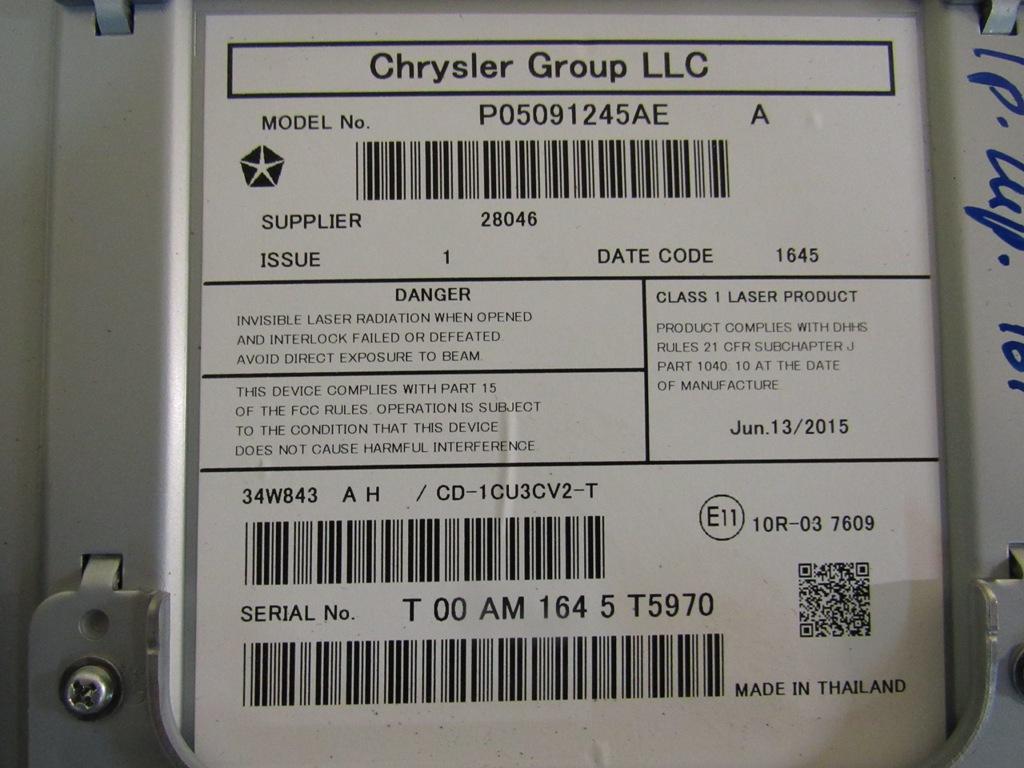 Chrysler Group LLC
MODEL No. P05091245AE A
SUPPLIER 28046
ISSUE 1 DATE CODE 1645
DANGER
INVISIBLE LASER RADIATION WHEN OPENED
AND INTERLOCK FAILED OR DEFEATED.
AVOID DIRECT EXPOSURE TO BEAM.
THIS DEVICE COMPLIES WITH PART 15
OF THE FCC RULES. OPERATION IS SUBJECT
TO THE CONDITION THAT THIS DEVICE
DOES NOT CAUSE HARMFUL INTERFERENCE.
CLASS 1 LASER PRODUCT
PRODUCT COMPLIES WITH DHHS
RULES 21 CFR SUBCHAPTER J
PART 1040. 10 AT THE DATE
OF MANUFACTURE.
Jun.13/2015
34W843 A H / CD-1CU3CV2-T
E11 10R-03 7609
SERIAL No. T 00 AM 164 5 T5970
MADE IN THAILAND